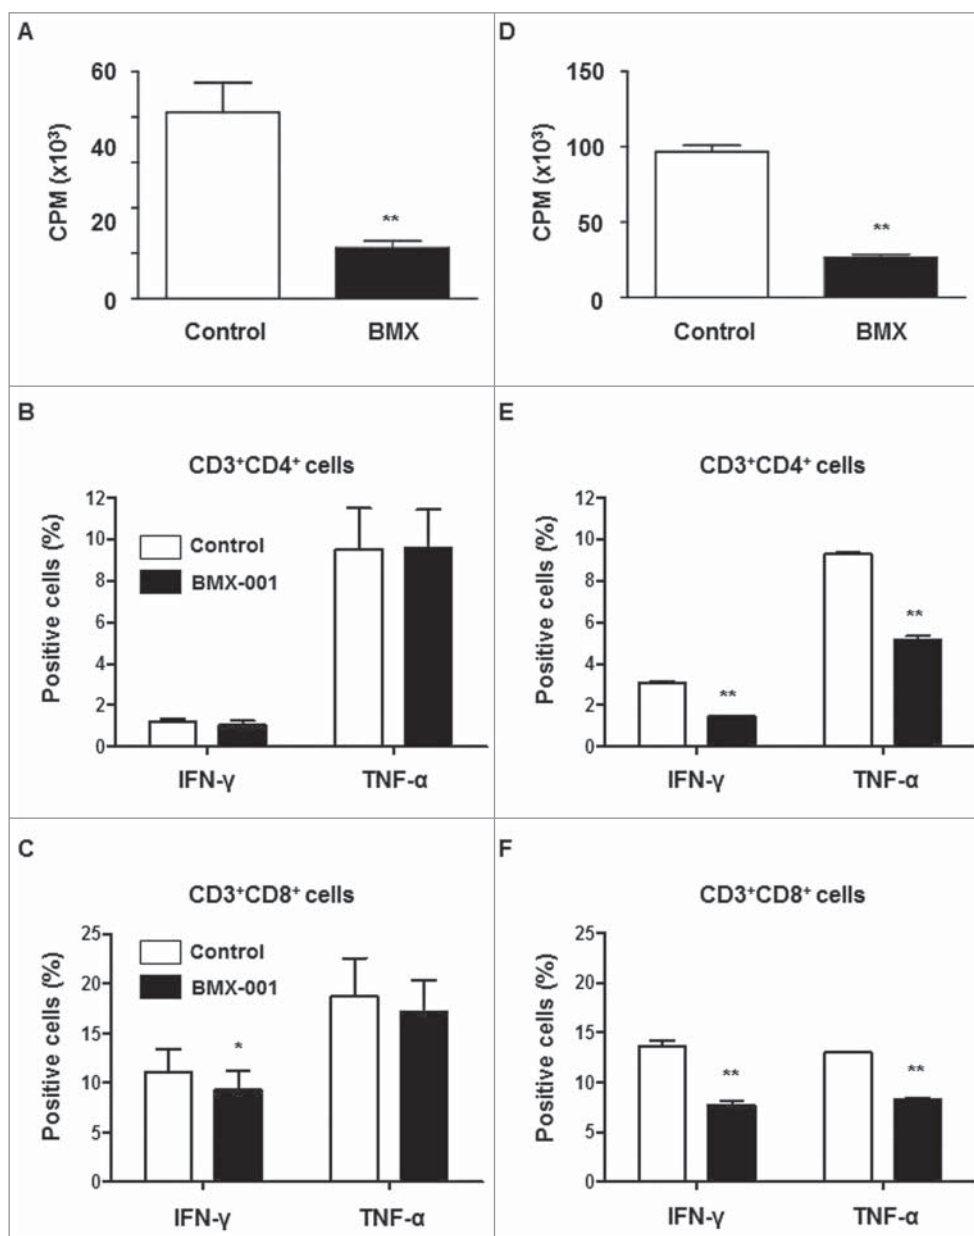 A
CPM (x10³)
60
40
20
0
**
Control
BMX
D
CPM (x10³)
150
100
50
0
**
Control
BMX
B
CD3⁺CD4⁺ cells
Positive cells (%)
12
10
8
6
4
2
0
Control
BMX-001
IFN-γ
TNF-α
E
CD3⁺CD4⁺ cells
Positive cells (%)
12
10
8
6
4
2
0
**
**
IFN-γ
TNF-α
C
CD3⁺CD8⁺ cells
Positive cells (%)
25
20
15
10
5
0
Control
BMX-001
*
IFN-γ
TNF-α
F
CD3⁺CD8⁺ cells
Positive cells (%)
25
20
15
10
5
0
**
**
IFN-γ
TNF-α